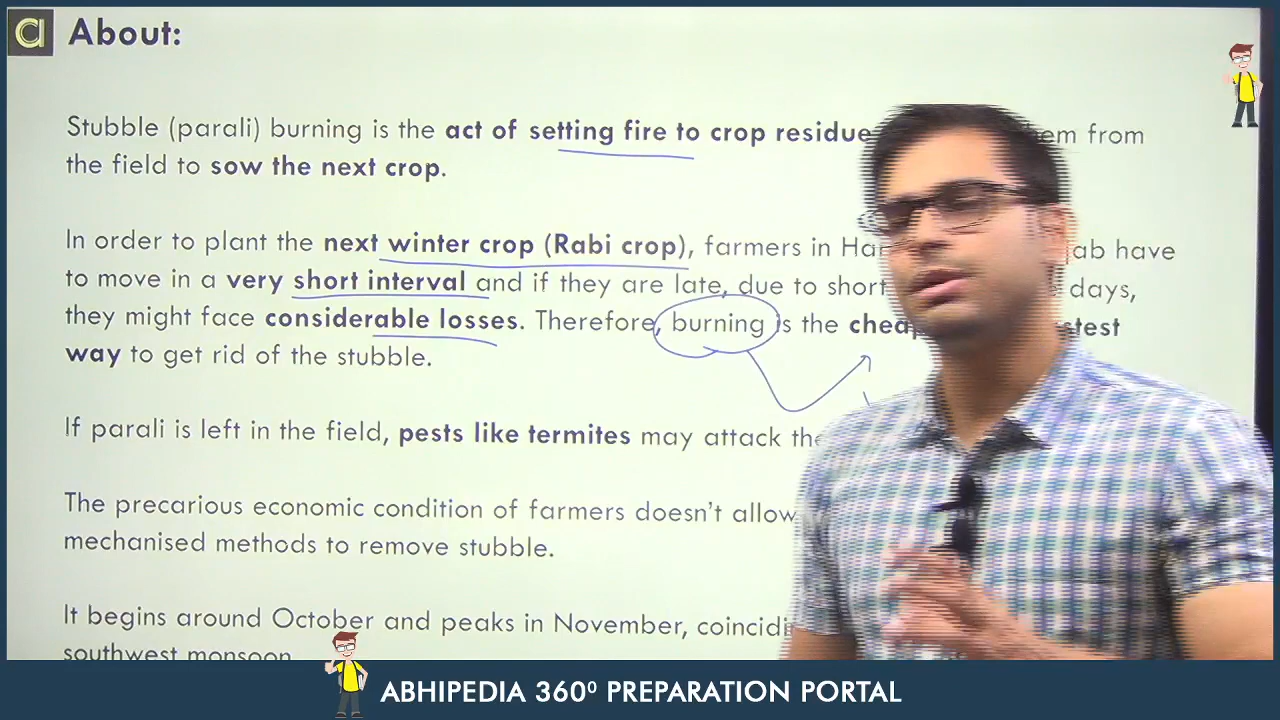 a About:
Stubble (parali) burning is the act of setting fire to crop residue em from
the field to sow the next crop.
In order to plant the next winter crop (Rabi crop), farmers in Har ab have
to move in a very short interval and if they are late, due to short days,
they might face considerable losses. Therefore, burning is the cheap stest
way to get rid of the stubble.
If parali is left in the field, pests like termites may attack the
The precarious economic condition of farmers doesn't allow
mechanised methods to remove stubble.
It begins around October and peaks in November, coincidi
southwest monsoon.
ABHIPEDIA 360⁰ PREPARATION PORTAL